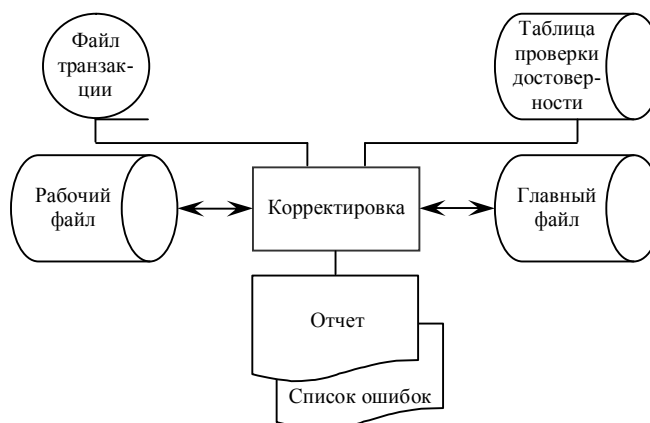 Файл
транзак-
ции
Таблица
проверки
достовер-
ности
Рабочий
файл
Корректировка
Главный
файл
Отчет
Список ошибок